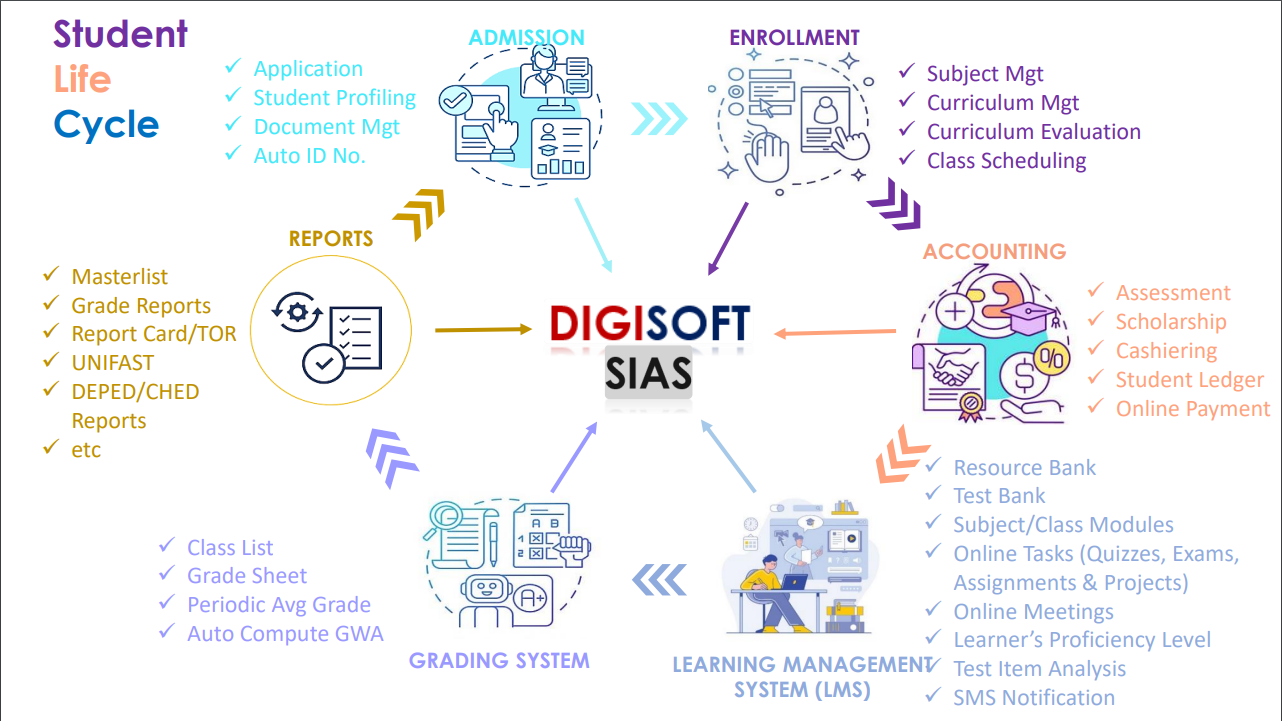 Student
Life
Cycle
ADMISSION
✓ Application
✓ Student Profiling
✓ Document Mgt
✓ Auto ID No.
ENROLLMENT
✓ Subject Mgt
✓ Curriculum Mgt
✓ Curriculum Evaluation
✓ Class Scheduling
ACCOUNTING
✓ Assessment
✓ Scholarship
✓ Cashiering
✓ Student Ledger
✓ Online Payment
✓ Resource Bank
✓ Test Bank
✓ Subject/Class Modules
✓ Online Tasks (Quizzes, Exams,
Assignments & Projects)
✓ Online Meetings
✓ Learner’s Proficiency Level
✓ Test Item Analysis
✓ SMS Notification
LEARNING MANAGEMENT
SYSTEM (LMS)
GRADING SYSTEM
✓ Class List
✓ Grade Sheet
✓ Periodic Avg Grade
✓ Auto Compute GWA
A B
1
2
A+
REPORTS
✓ Masterlist
✓ Grade Reports
✓ Report Card/TOR
✓ UNIFAST
✓ DEPED/CHED
Reports
✓ etc
DIGISOFT
SIAS
$
%